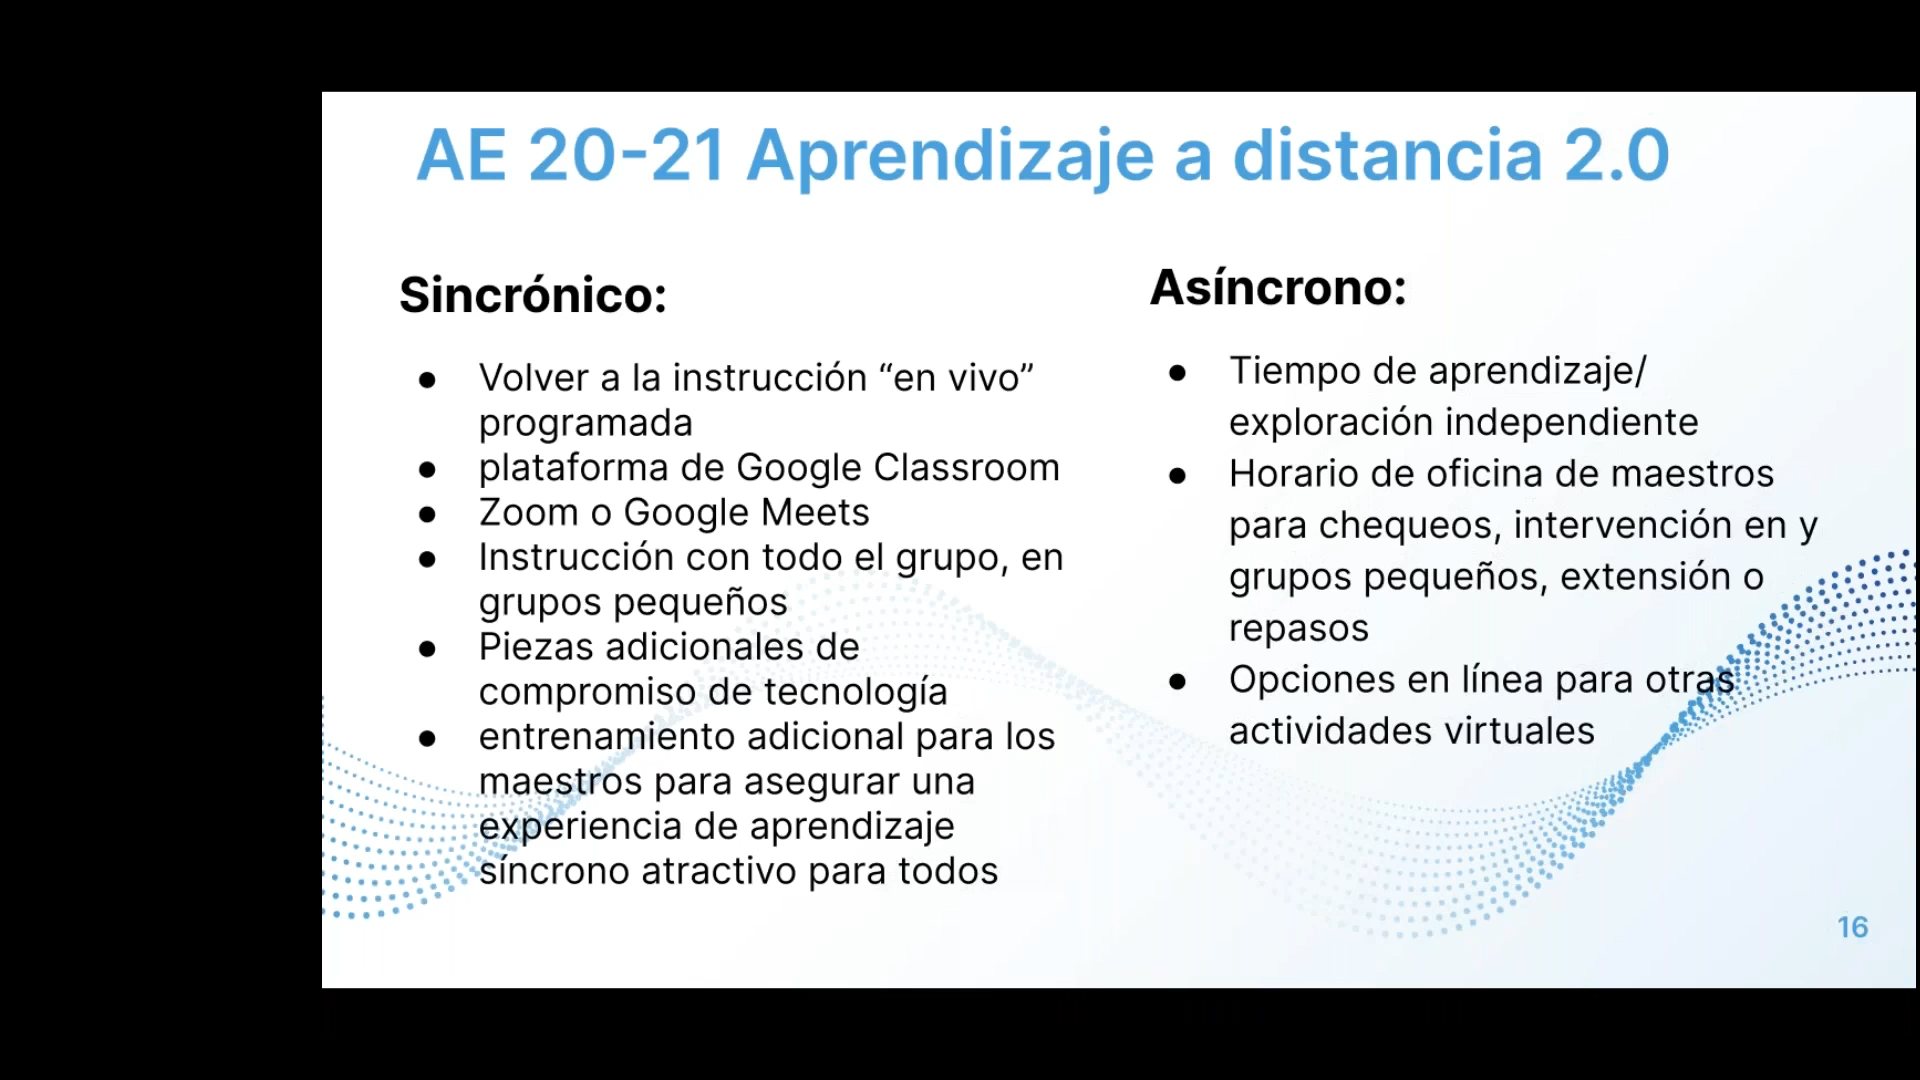 AE 20-21 Aprendizaje a distancia 2.0
Sincrónico:
● Volver a la instrucción “en vivo”
programada
● plataforma de Google Classroom
● Zoom o Google Meets
● Instrucción con todo el grupo, en
grupos pequeños
● Piezas adicionales de
compromiso de tecnología
● entrenamiento adicional para los
maestros para asegurar una
experiencia de aprendizaje
síncrono atractivo para todos
Asíncrono:
● Tiempo de aprendizaje/
exploración independiente
● Horario de oficina de maestros
para chequeos, intervención en y
grupos pequeños, extensión o
repasos
● Opciones en línea para otras
actividades virtuales
16